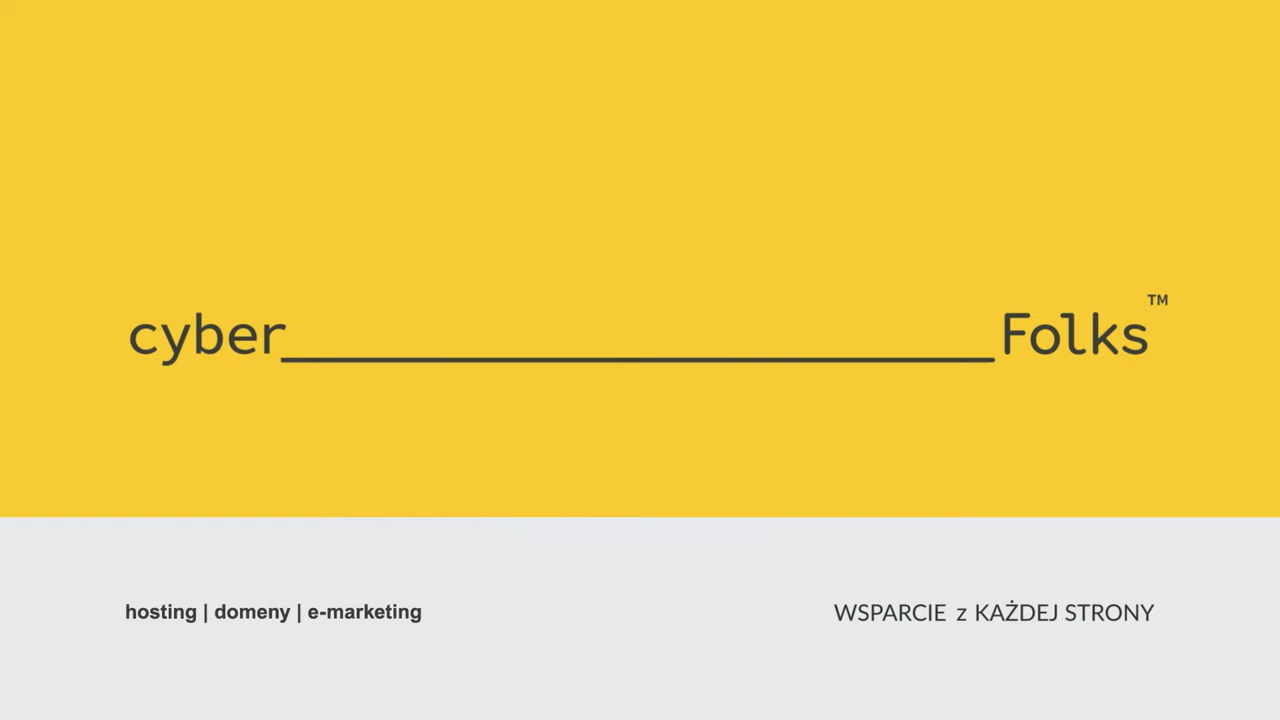 cyber_Folks™
hosting | domeny | e-marketing
WSPARCIE z KAŻDEJ STRONY